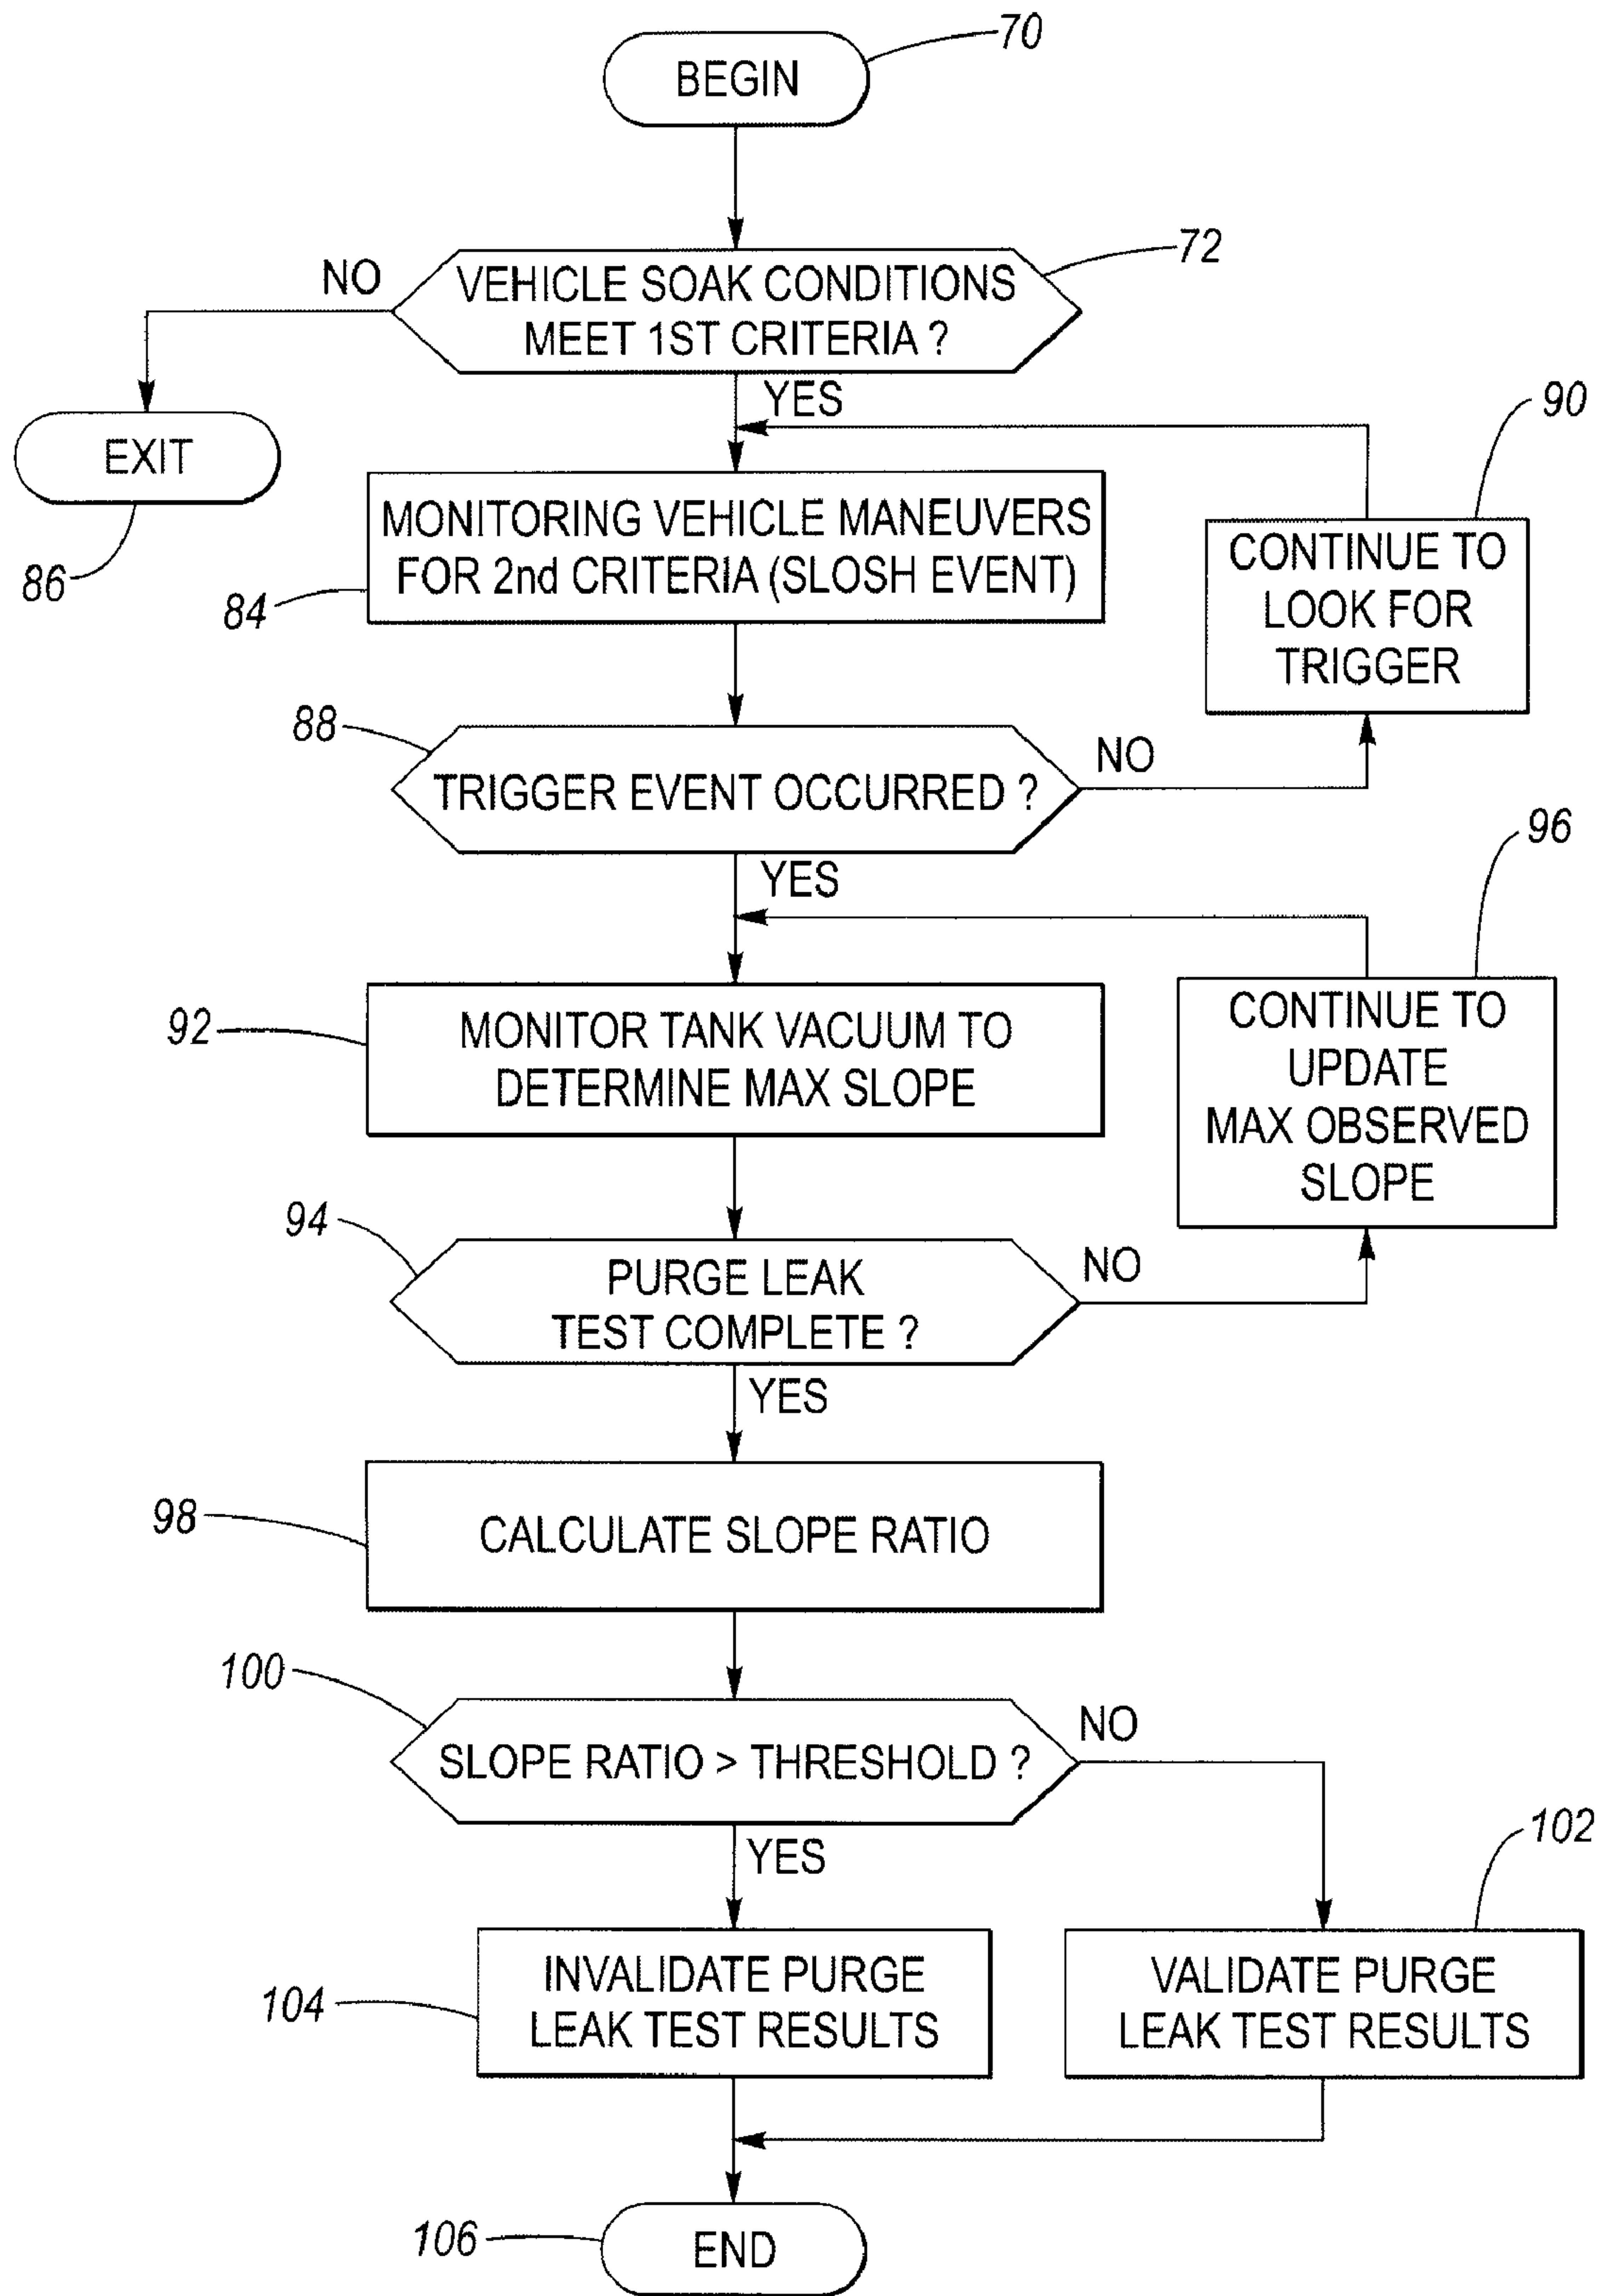 70
BEGIN
72
NO
VEHICLE SOAK CONDITIONS
MEET 1ST CRITERIA ?
YES
90
EXIT
86
MONITORING VEHICLE MANEUVERS
FOR 2nd CRITERIA (SLOSH EVENT)
84
CONTINUE TO
LOOK FOR
TRIGGER
88
TRIGGER EVENT OCCURRED ?
NO
YES
96
92
MONITOR TANK VACUUM TO
DETERMINE MAX SLOPE
CONTINUE TO
UPDATE
MAX OBSERVED
SLOPE
94
PURGE LEAK
TEST COMPLETE ?
NO
YES
98
CALCULATE SLOPE RATIO
100
SLOPE RATIO > THRESHOLD ?
NO
YES
102
104
INVALIDATE PURGE
LEAK TEST RESULTS
VALIDATE PURGE
LEAK TEST RESULTS
106
END